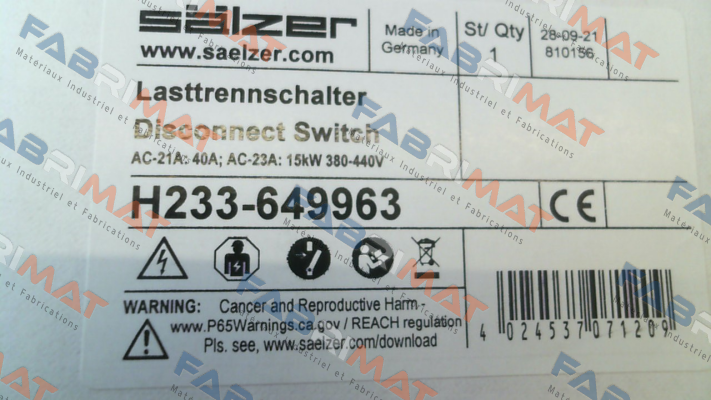 sälzer
www.saelzer.com
Made in
Germany
St/ Qty
1
28-09-21
810156
Lasttrennschalter
Disconnect Switch
AC-21A: 40A; AC-23A: 15kW 380-440V
H233-649963
CE
WARNING: Cancer and Reproductive Harm -
www.P65Warnings.ca.gov / REACH regulation
Pls. see, www.saelzer.com/download
4 024537 071209
FABRIMAT
Materiaux Industriel et Fabrications